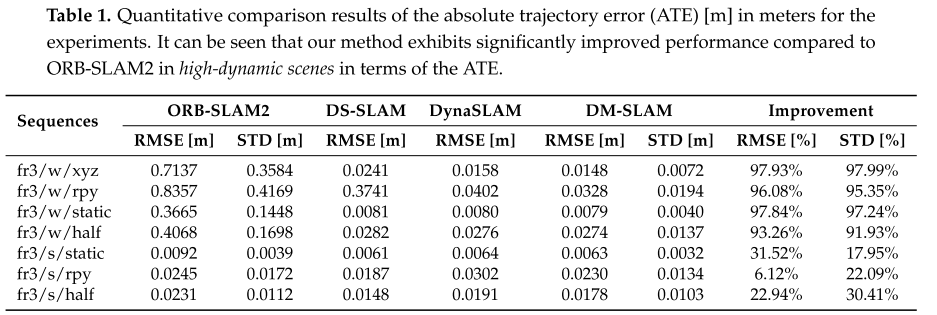 Table 1. Quantitative comparison results of the absolute trajectory error (ATE) [m] in meters for the
experiments. It can be seen that our method exhibits significantly improved performance compared to
ORB-SLAM2 in high-dynamic scenes in terms of the ATE.
Sequences ORB-SLAM2 DS-SLAM DynaSLAM DM-SLAM Improvement
RMSE [m] STD [m] RMSE [m] RMSE [m] RMSE [m] STD [m] RMSE [%] STD [%]
fr3/w/xyz 0.7137 0.3584 0.0241 0.0158 0.0148 0.0072 97.93% 97.99%
fr3/w/rpy 0.8357 0.4169 0.3741 0.0402 0.0328 0.0194 96.08% 95.35%
fr3/w/static 0.3665 0.1448 0.0081 0.0080 0.0079 0.0040 97.84% 97.24%
fr3/w/half 0.4068 0.1698 0.0282 0.0276 0.0274 0.0137 93.26% 91.93%
fr3/s/static 0.0092 0.0039 0.0061 0.0064 0.0063 0.0032 31.52% 17.95%
fr3/s/rpy 0.0245 0.0172 0.0187 0.0302 0.0230 0.0134 6.12% 22.09%
fr3/s/half 0.0231 0.0112 0.0148 0.0191 0.0178 0.0103 22.94% 30.41%